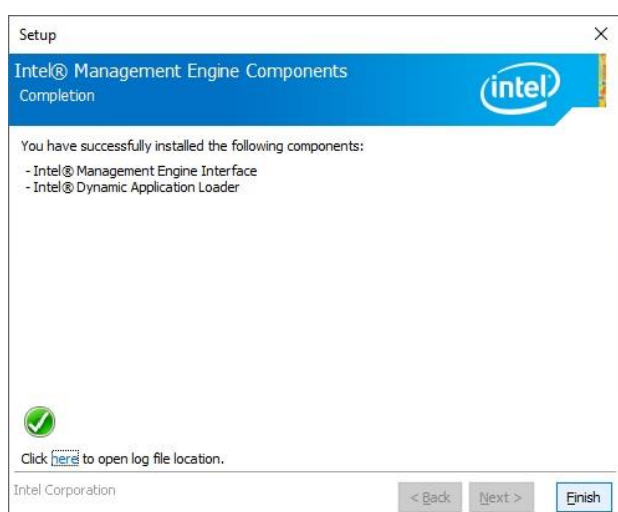 Setup
Intel® Management Engine Components
Completion
intel
You have successfully installed the following components:
- Intel® Management Engine Interface
- Intel® Dynamic Application Loader
Click here to open log file location.
Intel Corporation
< Back Next > Finish